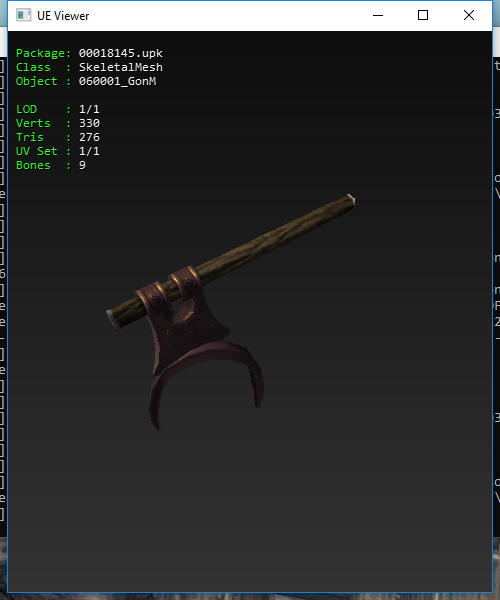 UE Viewer
Package: 00018145.upk
Class : SkeletalMesh
Object : 060001_GonM
LOD : 1/1
Verts : 330
Tris : 276
UV Set : 1/1
Bones : 9